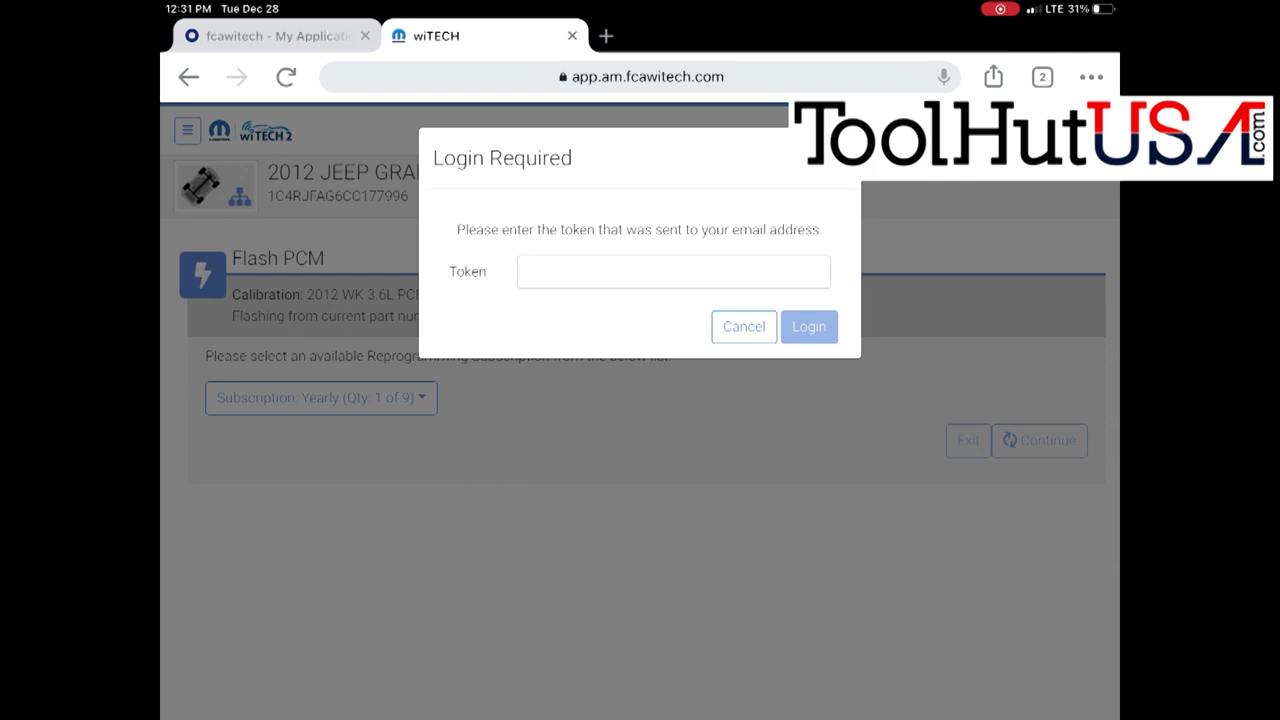 12:31 PM Tue Dec 28
LTE 31%
fcawitech - My Applicati
wiTECH
app.am.fcawitech.com
2
ToolHutUSA.com
wiTECH 2
Login Required
2012 JEEP GRA
1C4RJFAG6CC177996
Please enter the token that was sent to your email address.
Token
Flash PCM
Calibration: 2012 WK 3.6L PC
Flashing from current part nu
Cancel
Login
Please select an available Reprogramming Subscription from the below list.
Subscription: Yearly (Qty: 1 of 9)
Exit
Continue